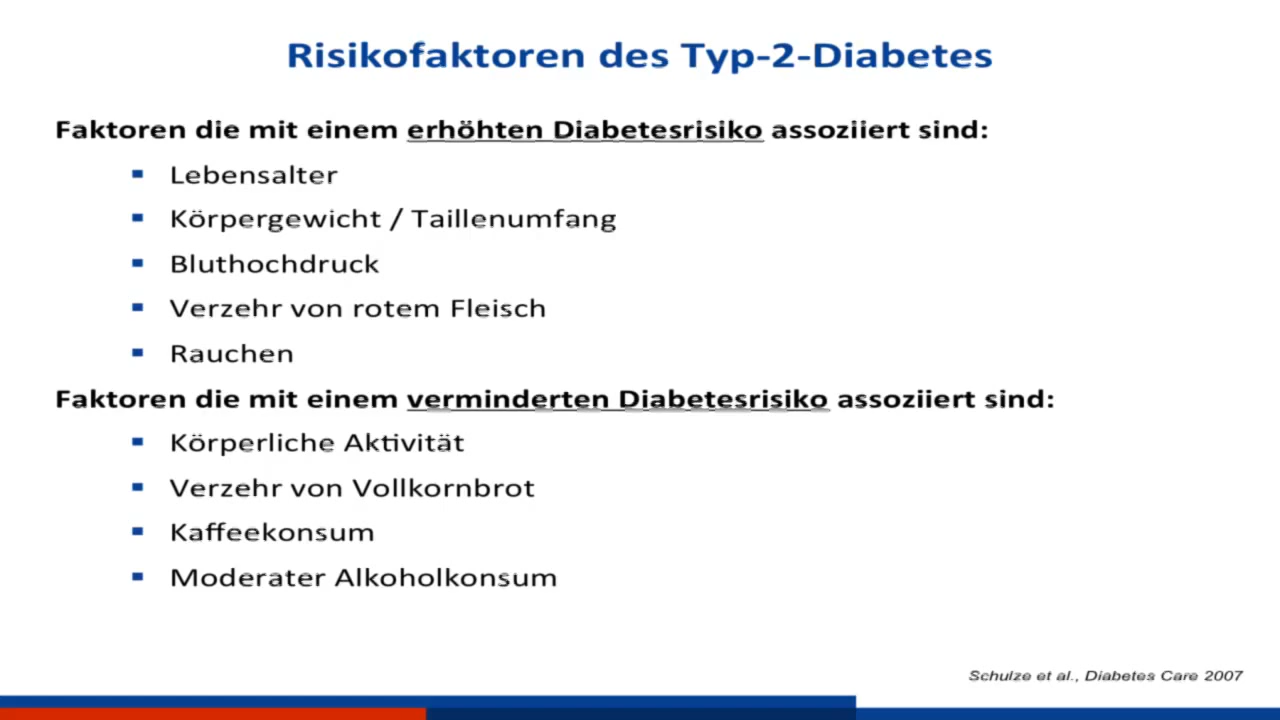 Risikofaktoren des Typ-2-Diabetes
Faktoren die mit einem erhöhten Diabetesrisiko assoziiert sind:
▪ Lebensalter
▪ Körpergewicht / Taillenumfang
▪ Bluthochdruck
▪ Verzehr von rotem Fleisch
▪ Rauchen
Faktoren die mit einem verminderten Diabetesrisiko assoziiert sind:
▪ Körperliche Aktivität
▪ Verzehr von Vollkornbrot
▪ Kaffeekonsum
▪ Moderater Alkoholkonsum
Schulze et al., Diabetes Care 2007